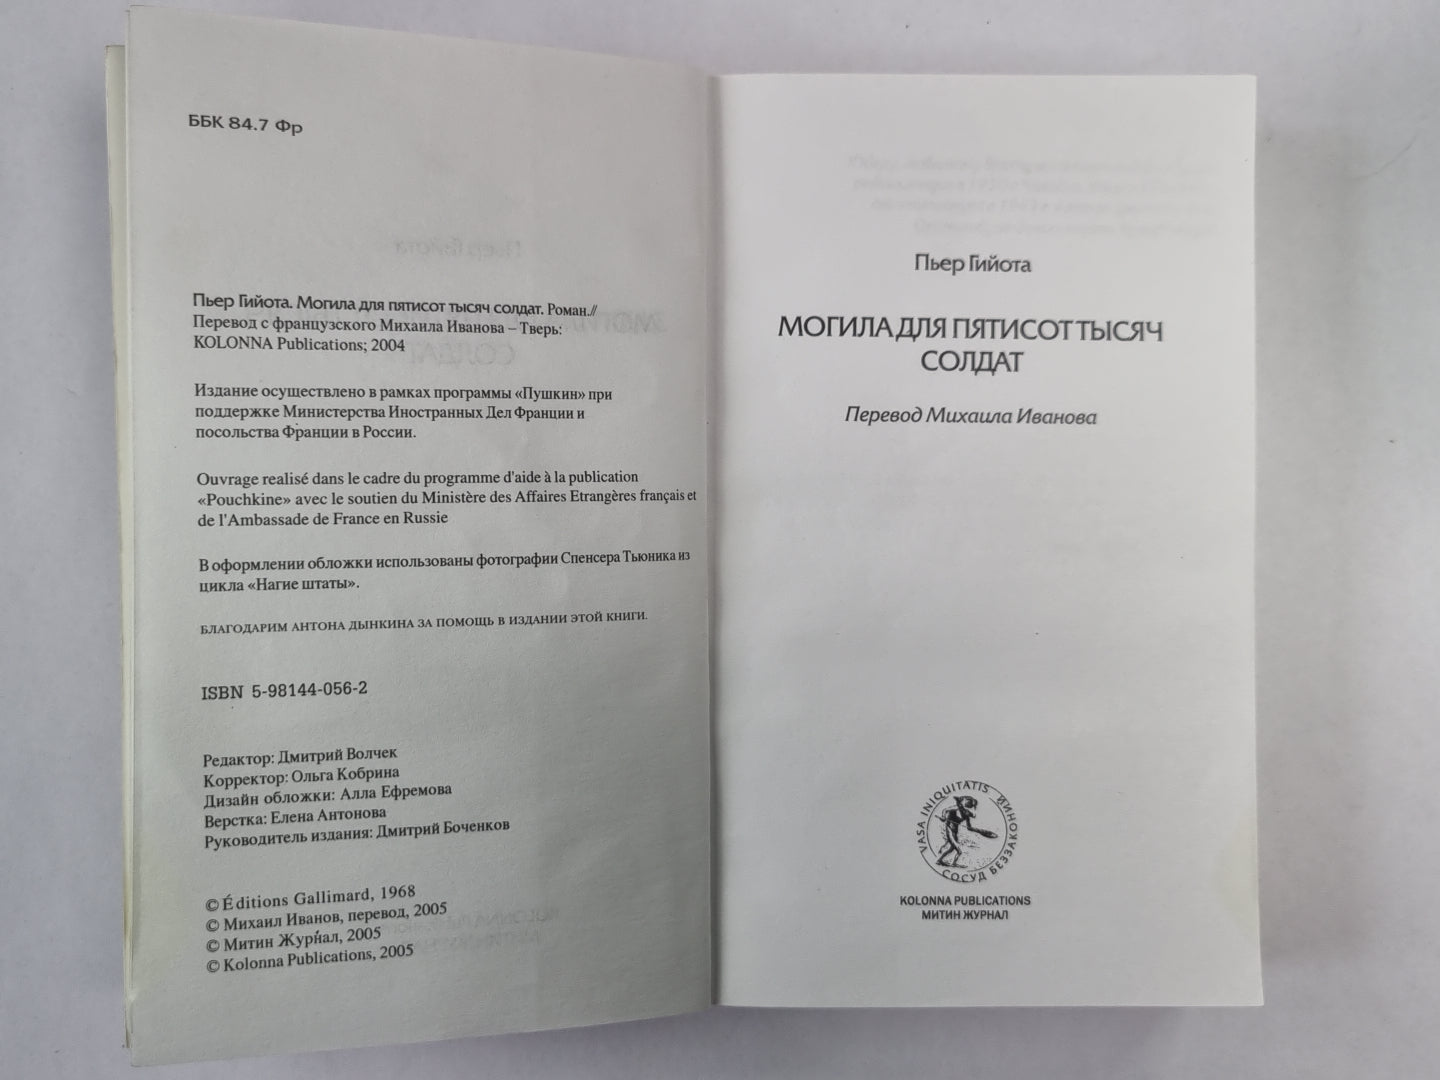 ББК 84.7 Фр
Пьер Гийота. Могила для пятисот тысяч солдат. Роман.//
Перевод с французского Михаила Иванова – Тверь:
KOLONNA Publications; 2004
Издание осуществлено в рамках программы «Пушкин» при
поддержке Министерства Иностранных Дел Франции и
посольства Франции в России.
Ouvrage realisé dans le cadre du programme d'aide à la publication
«Pouchkine» avec le soutien du Ministère des Affaires Etrangères français et
de l'Ambassade de France en Russie
В оформлении обложки использованы фотографии Спенсера Тьюника из
цикла «Нагие штаты».
БЛАГОДАРИМ АНТОНА ДЫНКИНА ЗА ПОМОЩЬ В ИЗДАНИИ ЭТОЙ КНИГИ.
ISBN 5-98144-056-2
Редактор: Дмитрий Волчек
Корректор: Ольга Кобрина
Дизайн обложки: Алла Ефремова
Верстка: Елена Антонова
Руководитель издания: Дмитрий Боченков
© Éditions Gallimard, 1968
© Михаил Иванов, перевод, 2005
© Митин Журнал, 2005
© Kolonna Publications, 2005
Пьер Гийота
МОГИЛА ДЛЯ ПЯТИСОТ ТЫСЯЧ
СОЛДАТ
Перевод Михаила Иванова
VASA INIQUITATIS
СОСУД БЕЗЗАКОНИЙ
KOLONNA PUBLICATIONS
МИТИН ЖУРНАЛ